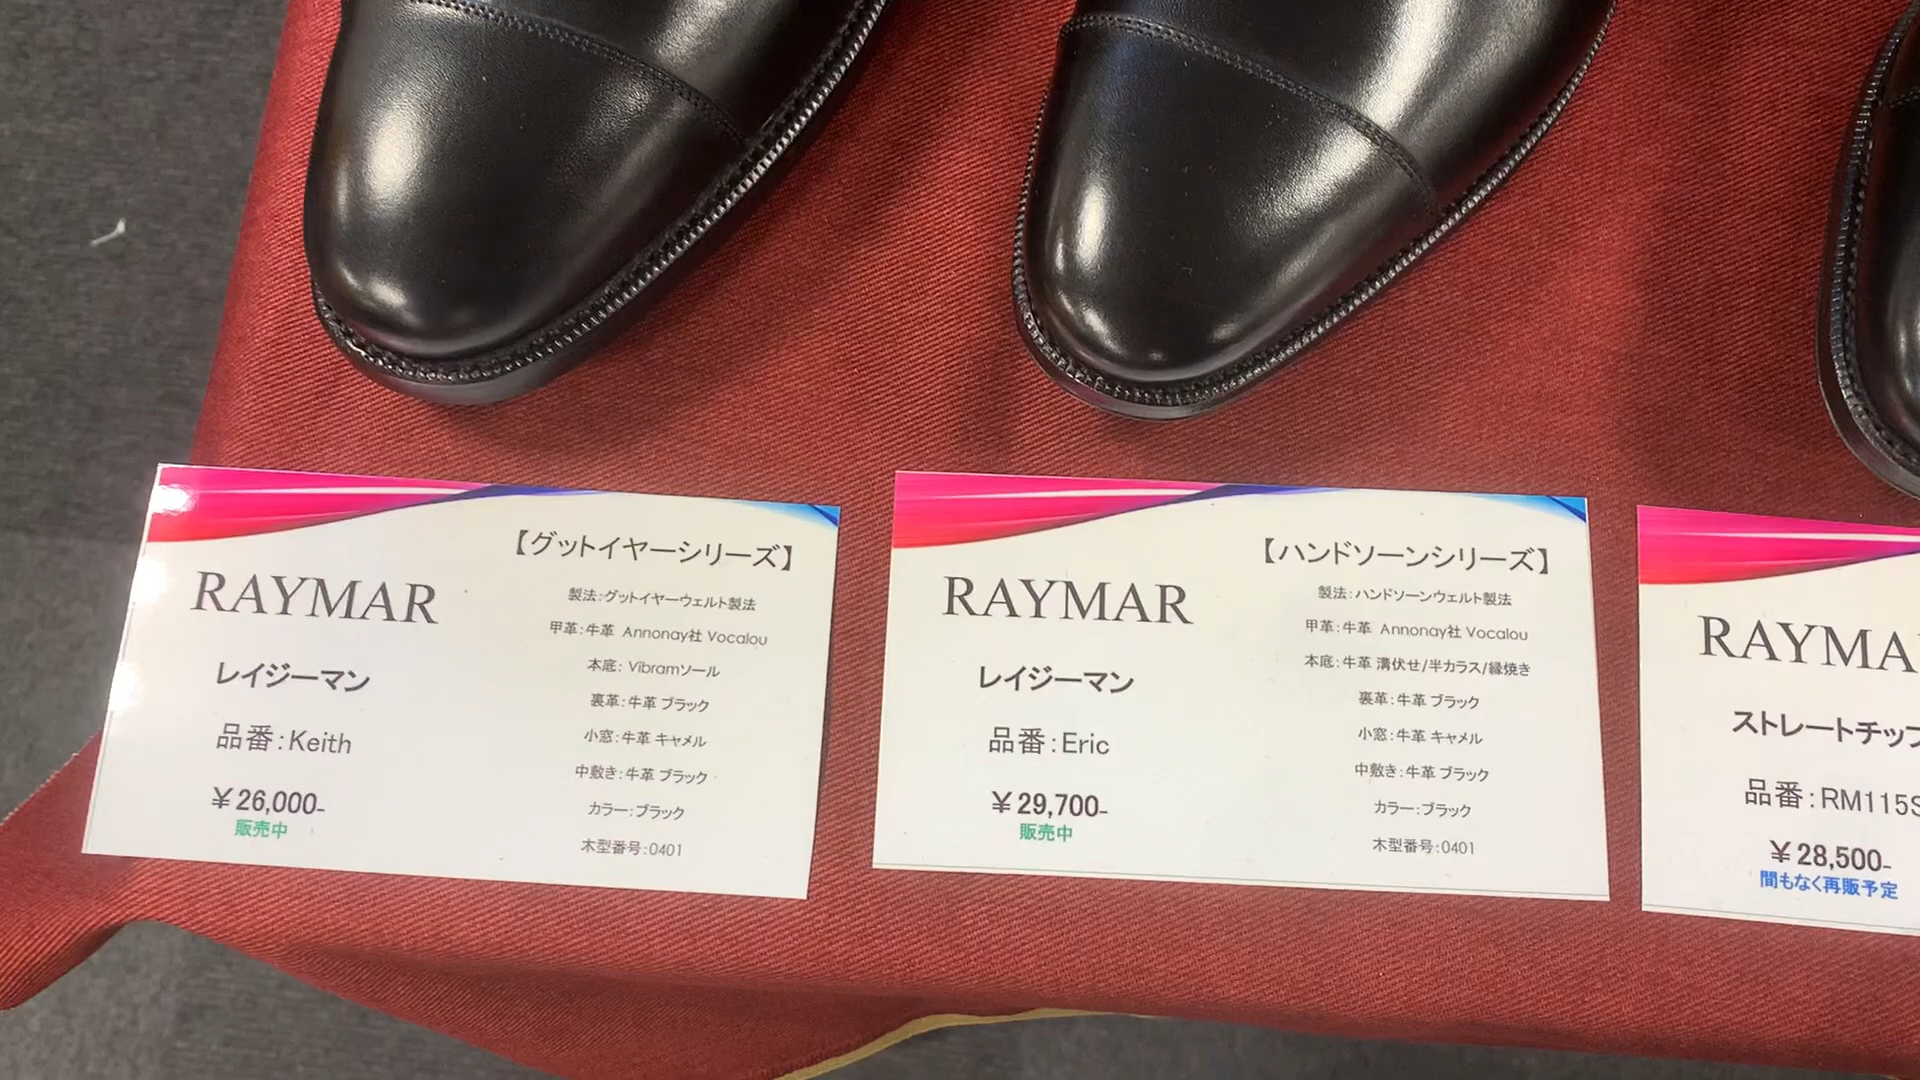 【グットイヤーシリーズ】
RAYMAR
レイジーマン
品番：Keith
￥26,000-
販売中
製法：グットイヤーウェルト製法
甲革：牛革 Annonay社 Vocalou
本底： Vibramソール
裏革：牛革 ブラック
小窓：牛革 キャメル
中敷き：牛革 ブラック
カラー：ブラック
木型番号：0401
【ハンドソーンシリーズ】
RAYMAR
レイジーマン
品番：Eric
￥29,700-
販売中
製法：ハンドソーンウェルト製法
甲革：牛革 Annonay社 Vocalou
本底：牛革 溝伏せ/半カラス/縁焼き
裏革：牛革 ブラック
小窓：牛革 キャメル
中敷き：牛革 ブラック
カラー：ブラック
木型番号：0401
RAYMA
ストレートチップ
品番：RM115S
￥28,500-
間もなく再販予定